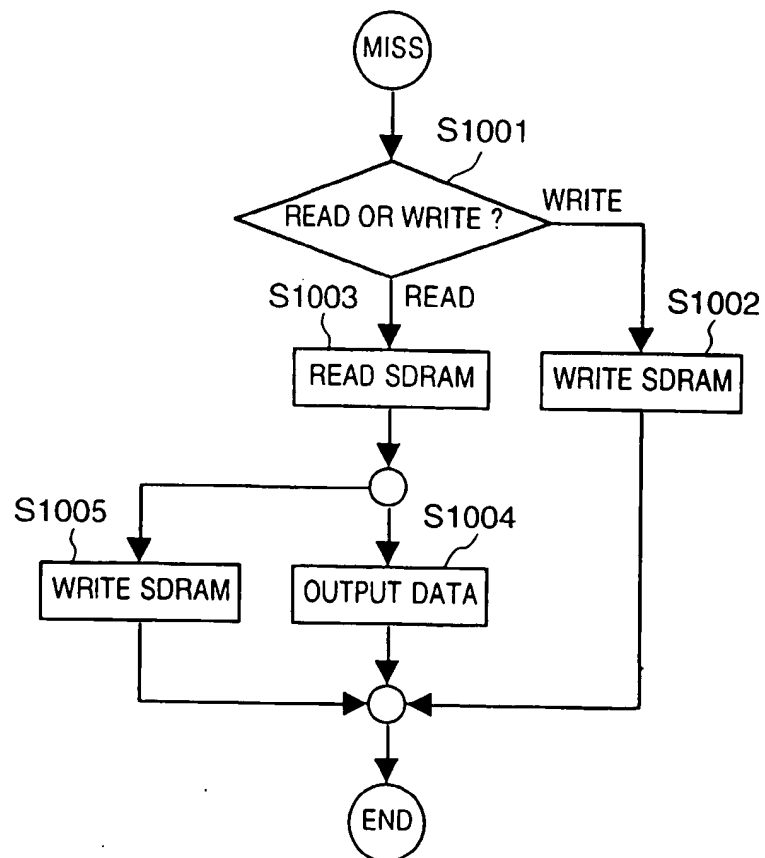 MISS
S1001
READ OR WRITE ?
WRITE
S1003
READ
S1002
READ SDRAM
WRITE SDRAM
S1005
S1004
WRITE SDRAM
OUTPUT DATA
END